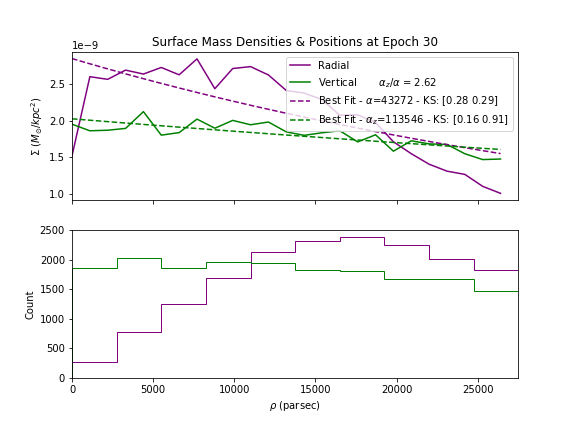 Surface Mass Densities & Positions at Epoch 30
1e−9
Σ (M⊙/kpc²)
2.5
2.0
1.5
1.0
Radial
Vertical α_z/α = 2.62
Best Fit - α=43272 - KS: [0.28 0.29]
Best Fit - α_z=113546 - KS: [0.16 0.91]
Count
2500
2000
1500
1000
500
0
0 5000 10000 15000 20000 25000
ρ (parsec)